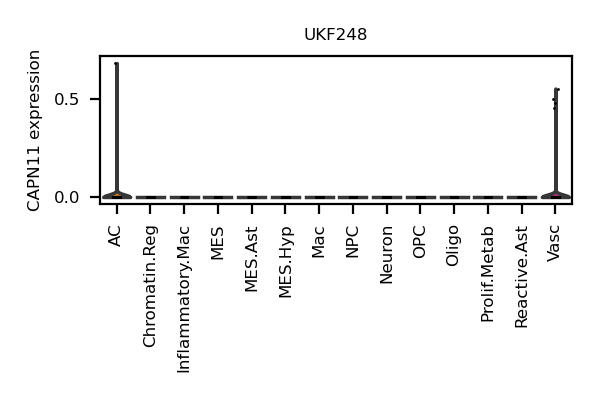 UKF248
CAPN11 expression
0.5
0.0
AC
Chromatin.Reg
Inflammatory.Mac
MES
MES.Ast
MES.Hyp
Mac
NPC
Neuron
OPC
Oligo
Prolif.Metab
Reactive.Ast
Vasc